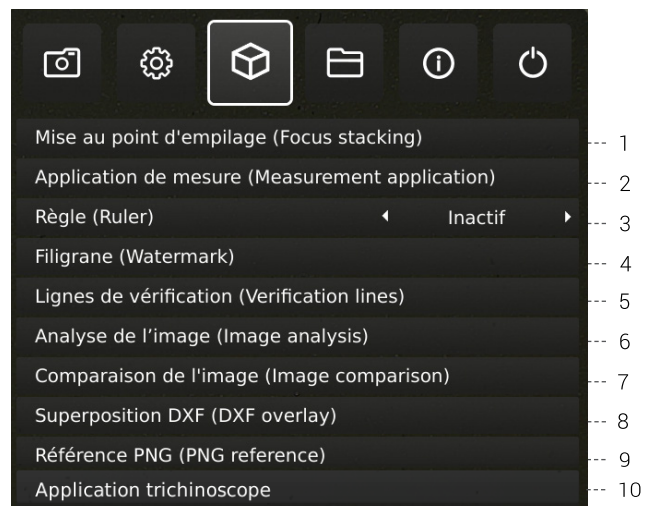 Mise au point d'empilage (Focus stacking) --- 1
Application de mesure (Measurement application) --- 2
Règle (Ruler) Inactif --- 3
Filigrane (Watermark) --- 4
Lignes de vérification (Verification lines) --- 5
Analyse de l’image (Image analysis) --- 6
Comparaison de l'image (Image comparison) --- 7
Superposition DXF (DXF overlay) --- 8
Référence PNG (PNG reference) --- 9
Application trichinoscope --- 10